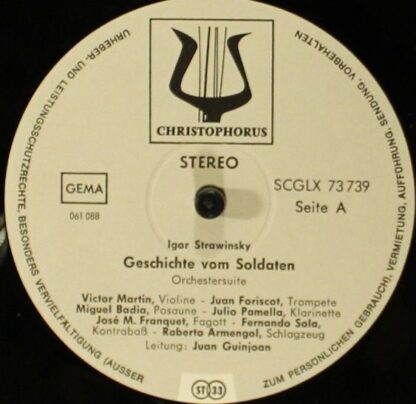 CHRISTOPHORUS
STEREO
GEMA
061 088
SCGLX 73 739
Seite A
Igor Strawinsky
Geschichte vom Soldaten
Orchestersuite
Victor Martin, Violine - Juan Foriscot, Trompete
Miguel Badia, Posaune - Julio Pamella, Klarinette
José M. Franquet, Fagott - Fernando Sala,
Kontrabaß - Roberto Armengol, Schlagzeug
Leitung: Juan Guinjoan
ST 33
URHEBER- UND LEISTUNGSSCHUTZRECHTE, BESONDERS VERVIELFÄLTIGUNG (AUSSER ZUM PERSÖNLICHEN GEBRAUCH), VERMIETUNG, AUFFÜHRUNG, SENDUNG, VORBEHALTEN